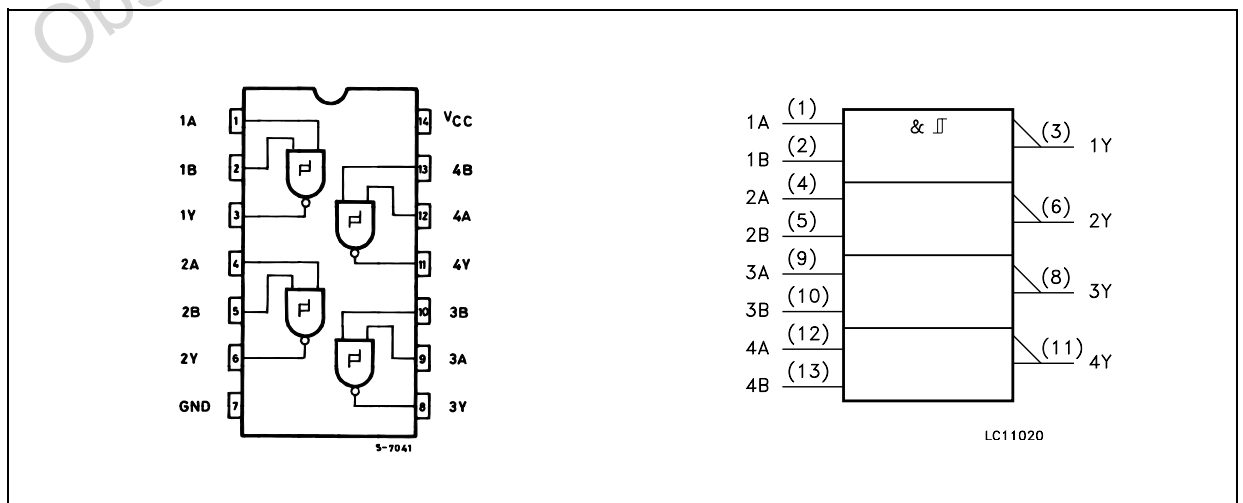 Obs
1A 1 14 VCC
1B 2 13 4B
1Y 3 12 4A
2A 4 11 4Y
2B 5 10 3B
2Y 6 9 3A
GND 7 8 3Y
S-7041
& 
1A (1)
1B (2)
2A (4)
2B (5)
3A (9)
3B (10)
4A (12)
4B (13)
(3) 1Y
(6) 2Y
(8) 3Y
(11) 4Y
LC11020